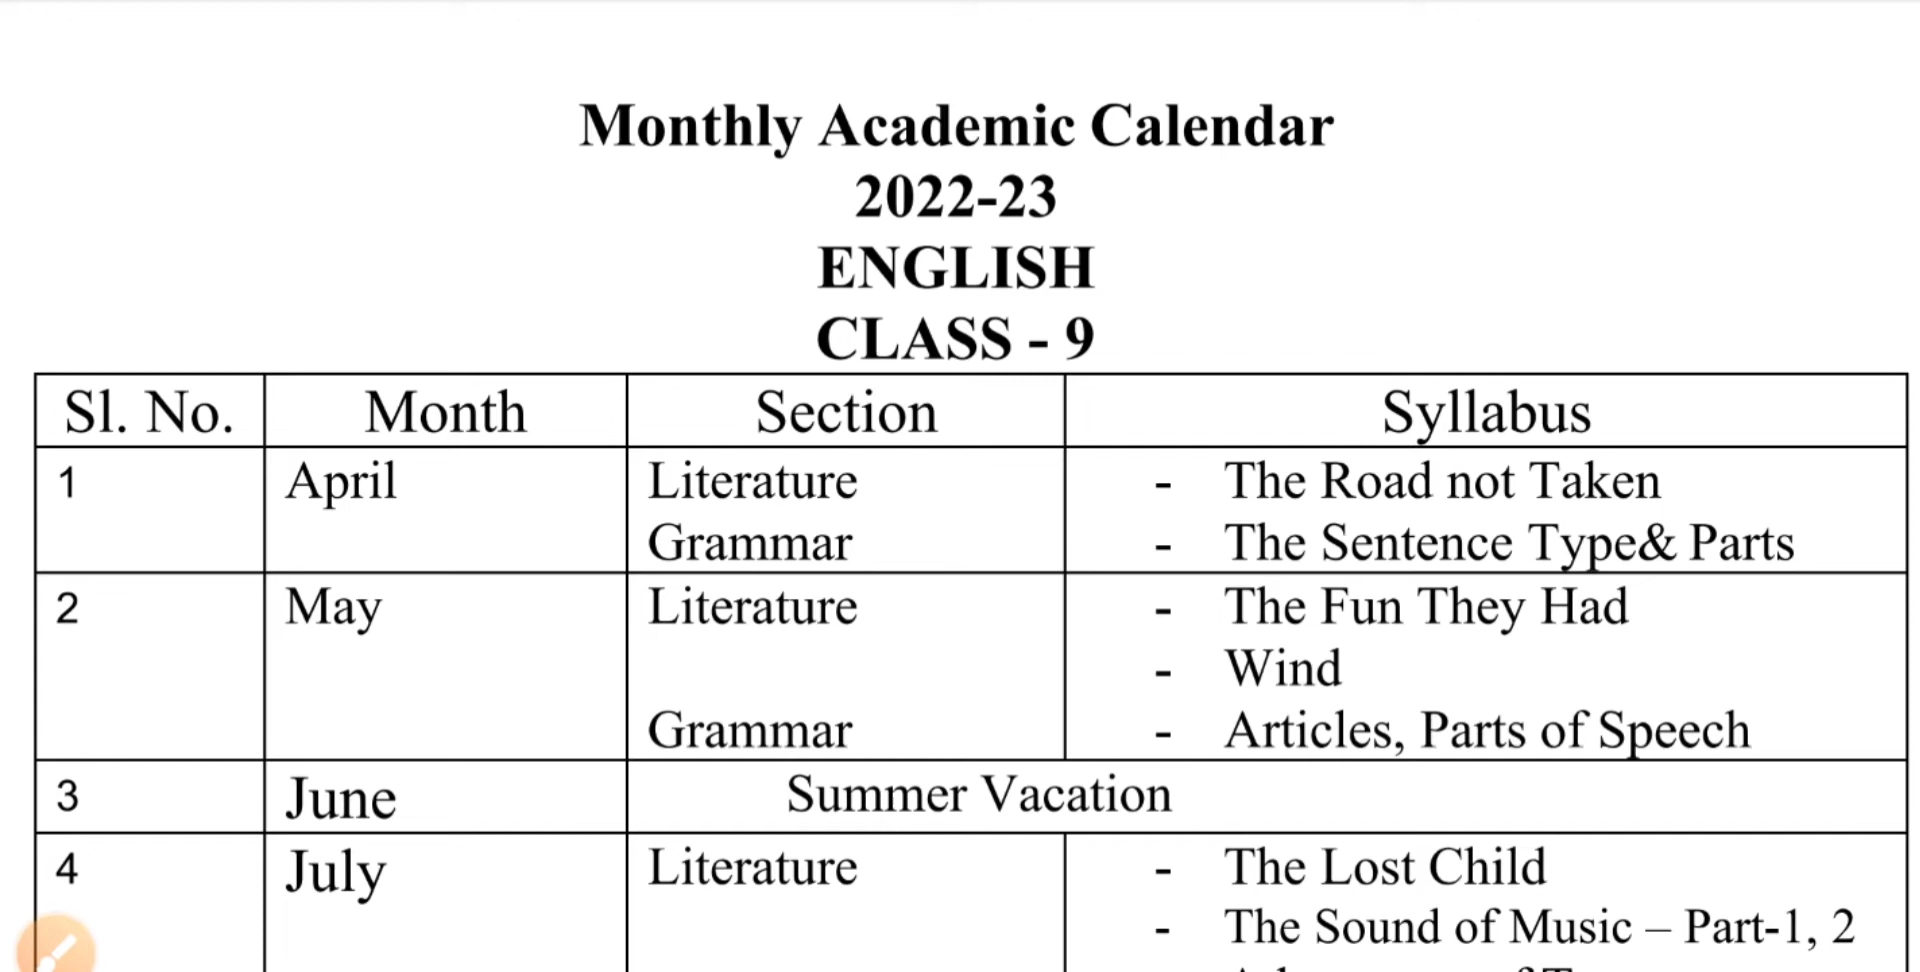 Monthly Academic Calendar
2022-23
ENGLISH
CLASS - 9
Sl. No. Month Section Syllabus
1 April Literature - The Road not Taken
Grammar - The Sentence Type& Parts
2 May Literature - The Fun They Had
- Wind
Grammar - Articles, Parts of Speech
3 June Summer Vacation
4 July Literature - The Lost Child
- The Sound of Music – Part-1, 2